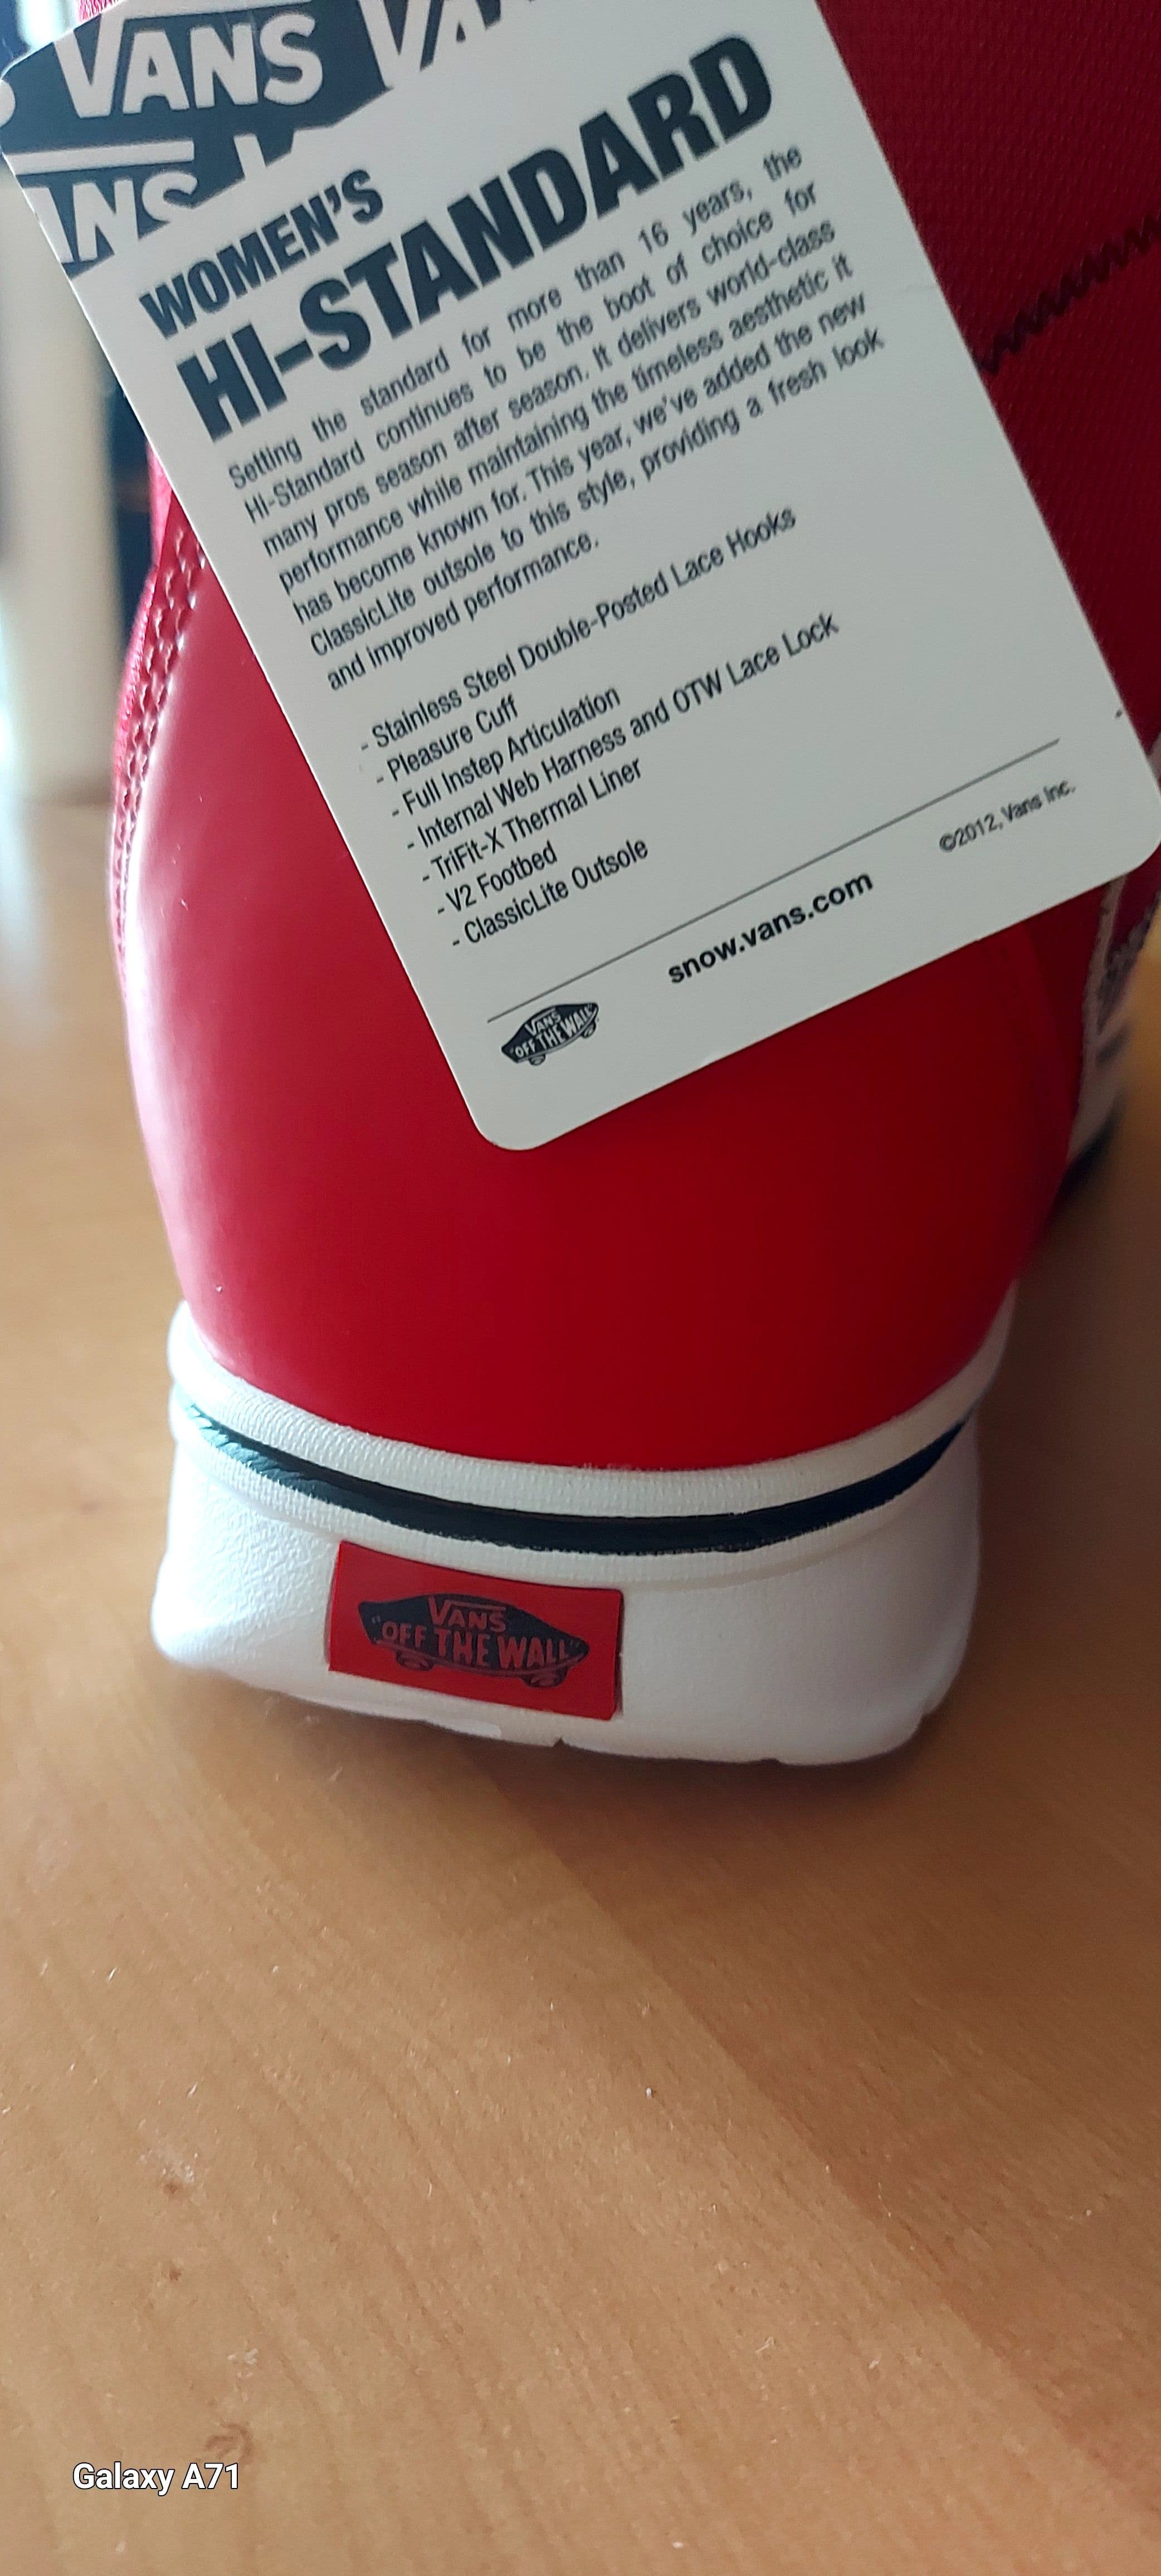 VANS VA
ANS
WOMEN'S
HI-STANDARD
Setting the standard for more than 16 years, the
Hi-Standard continues to be the boot of choice for
many pros season after season. It delivers world-class
performance while maintaining the timeless aesthetic it
has become known for. This year, we've added the new
ClassicLite outsole to this style, providing a fresh look
and improved performance.
- Stainless Steel Double-Posted Lace Hooks
- Pleasure Cuff
- Full Instep Articulation
- Internal Web Harness and OTW Lace Lock
- TriFit-X Thermal Liner
- V2 Footbed
- ClassicLite Outsole
©2012, Vans Inc.
snow.vans.com
VANS
"OFF THE WALL"
VANS
"OFF THE WALL"
Galaxy A71